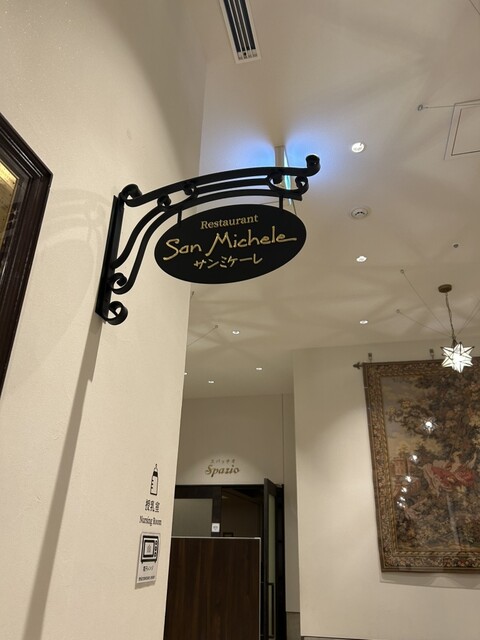 Restaurant
San Michele
サンミケーレ
Spazio
授乳室
Nursing Room